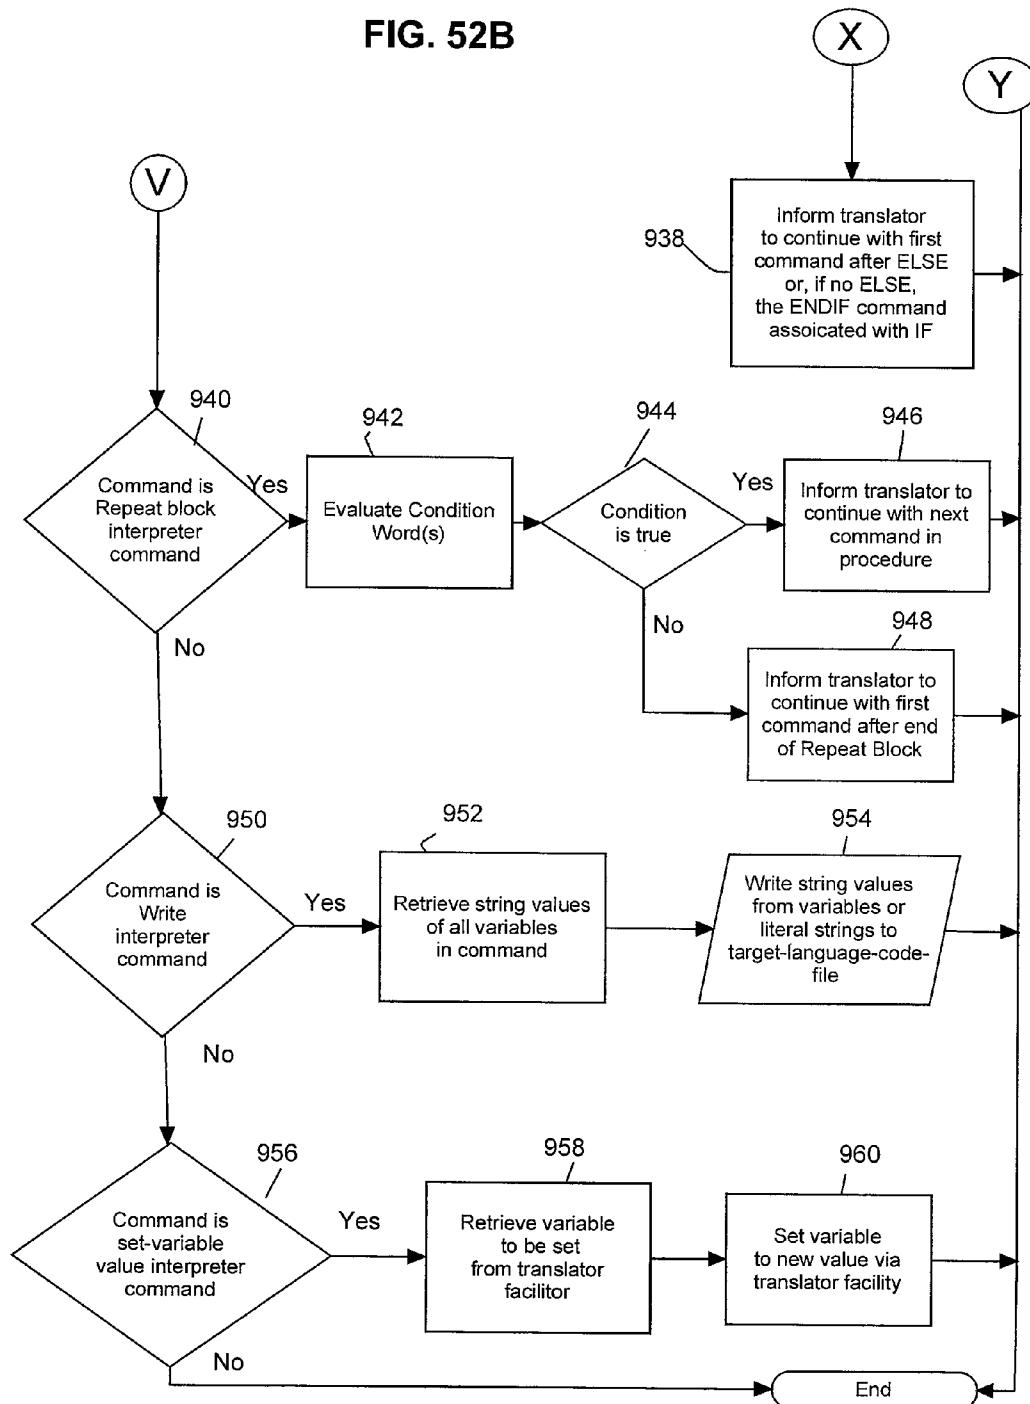 FIG. 52B
X
Y
V
938
Inform translator
to continue with first
command after ELSE
or, if no ELSE,
the ENDIF command
assoicated with IF
940
Command is
Repeat block
interpreter
command
Yes
No
942
Evaluate Condition
Word(s)
944
Condition
is true
Yes
No
946
Inform translator to
continue with next
command in
procedure
948
Inform translator to
continue with first
command after end
of Repeat Block
950
Command is
Write
interpreter
command
Yes
No
952
Retrieve string values
of all variables
in command
954
Write string values
from variables or
literal strings to
target-language-code-
file
956
Command is
set-variable
value interpreter
command
Yes
No
958
Retrieve variable
to be set
from translator
facilitor
960
Set variable
to new value via
translator facility
End